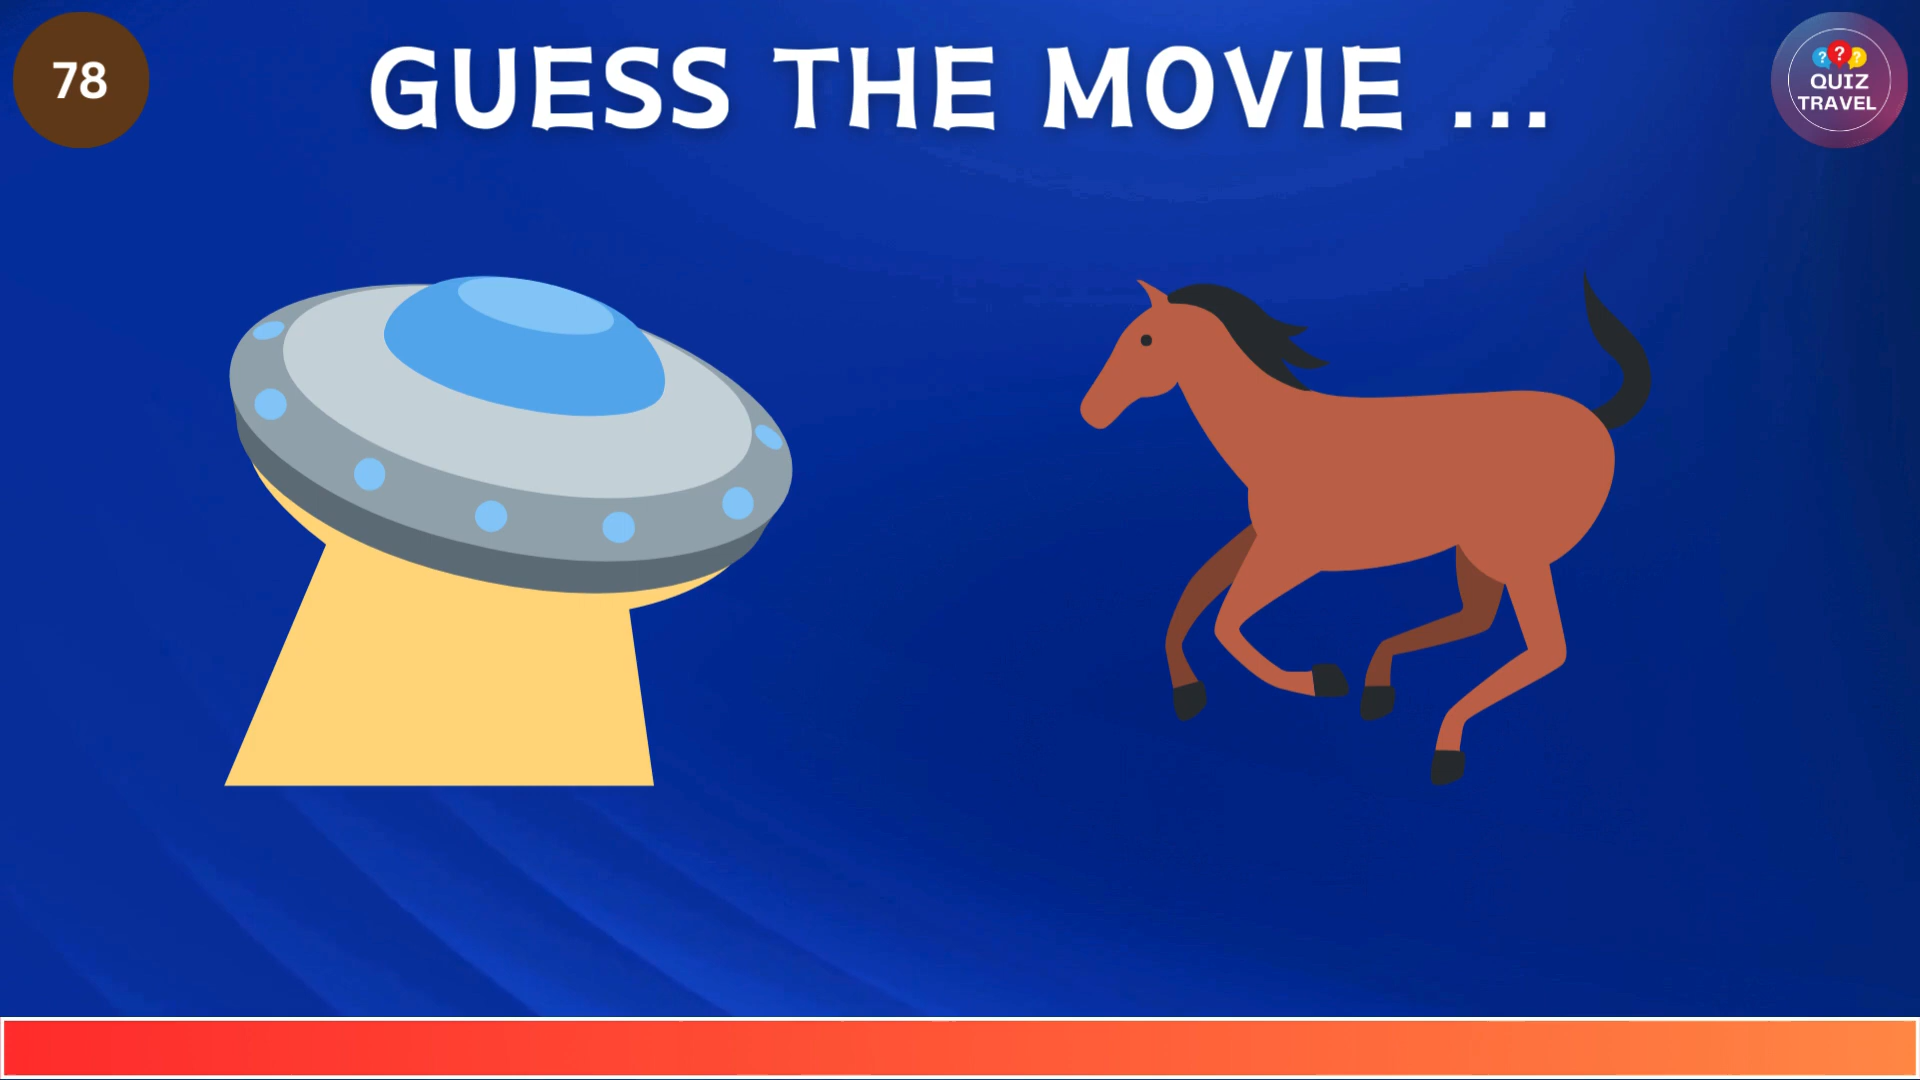 78
GUESS THE MOVIE ...
? ? ?
QUIZ
TRAVEL